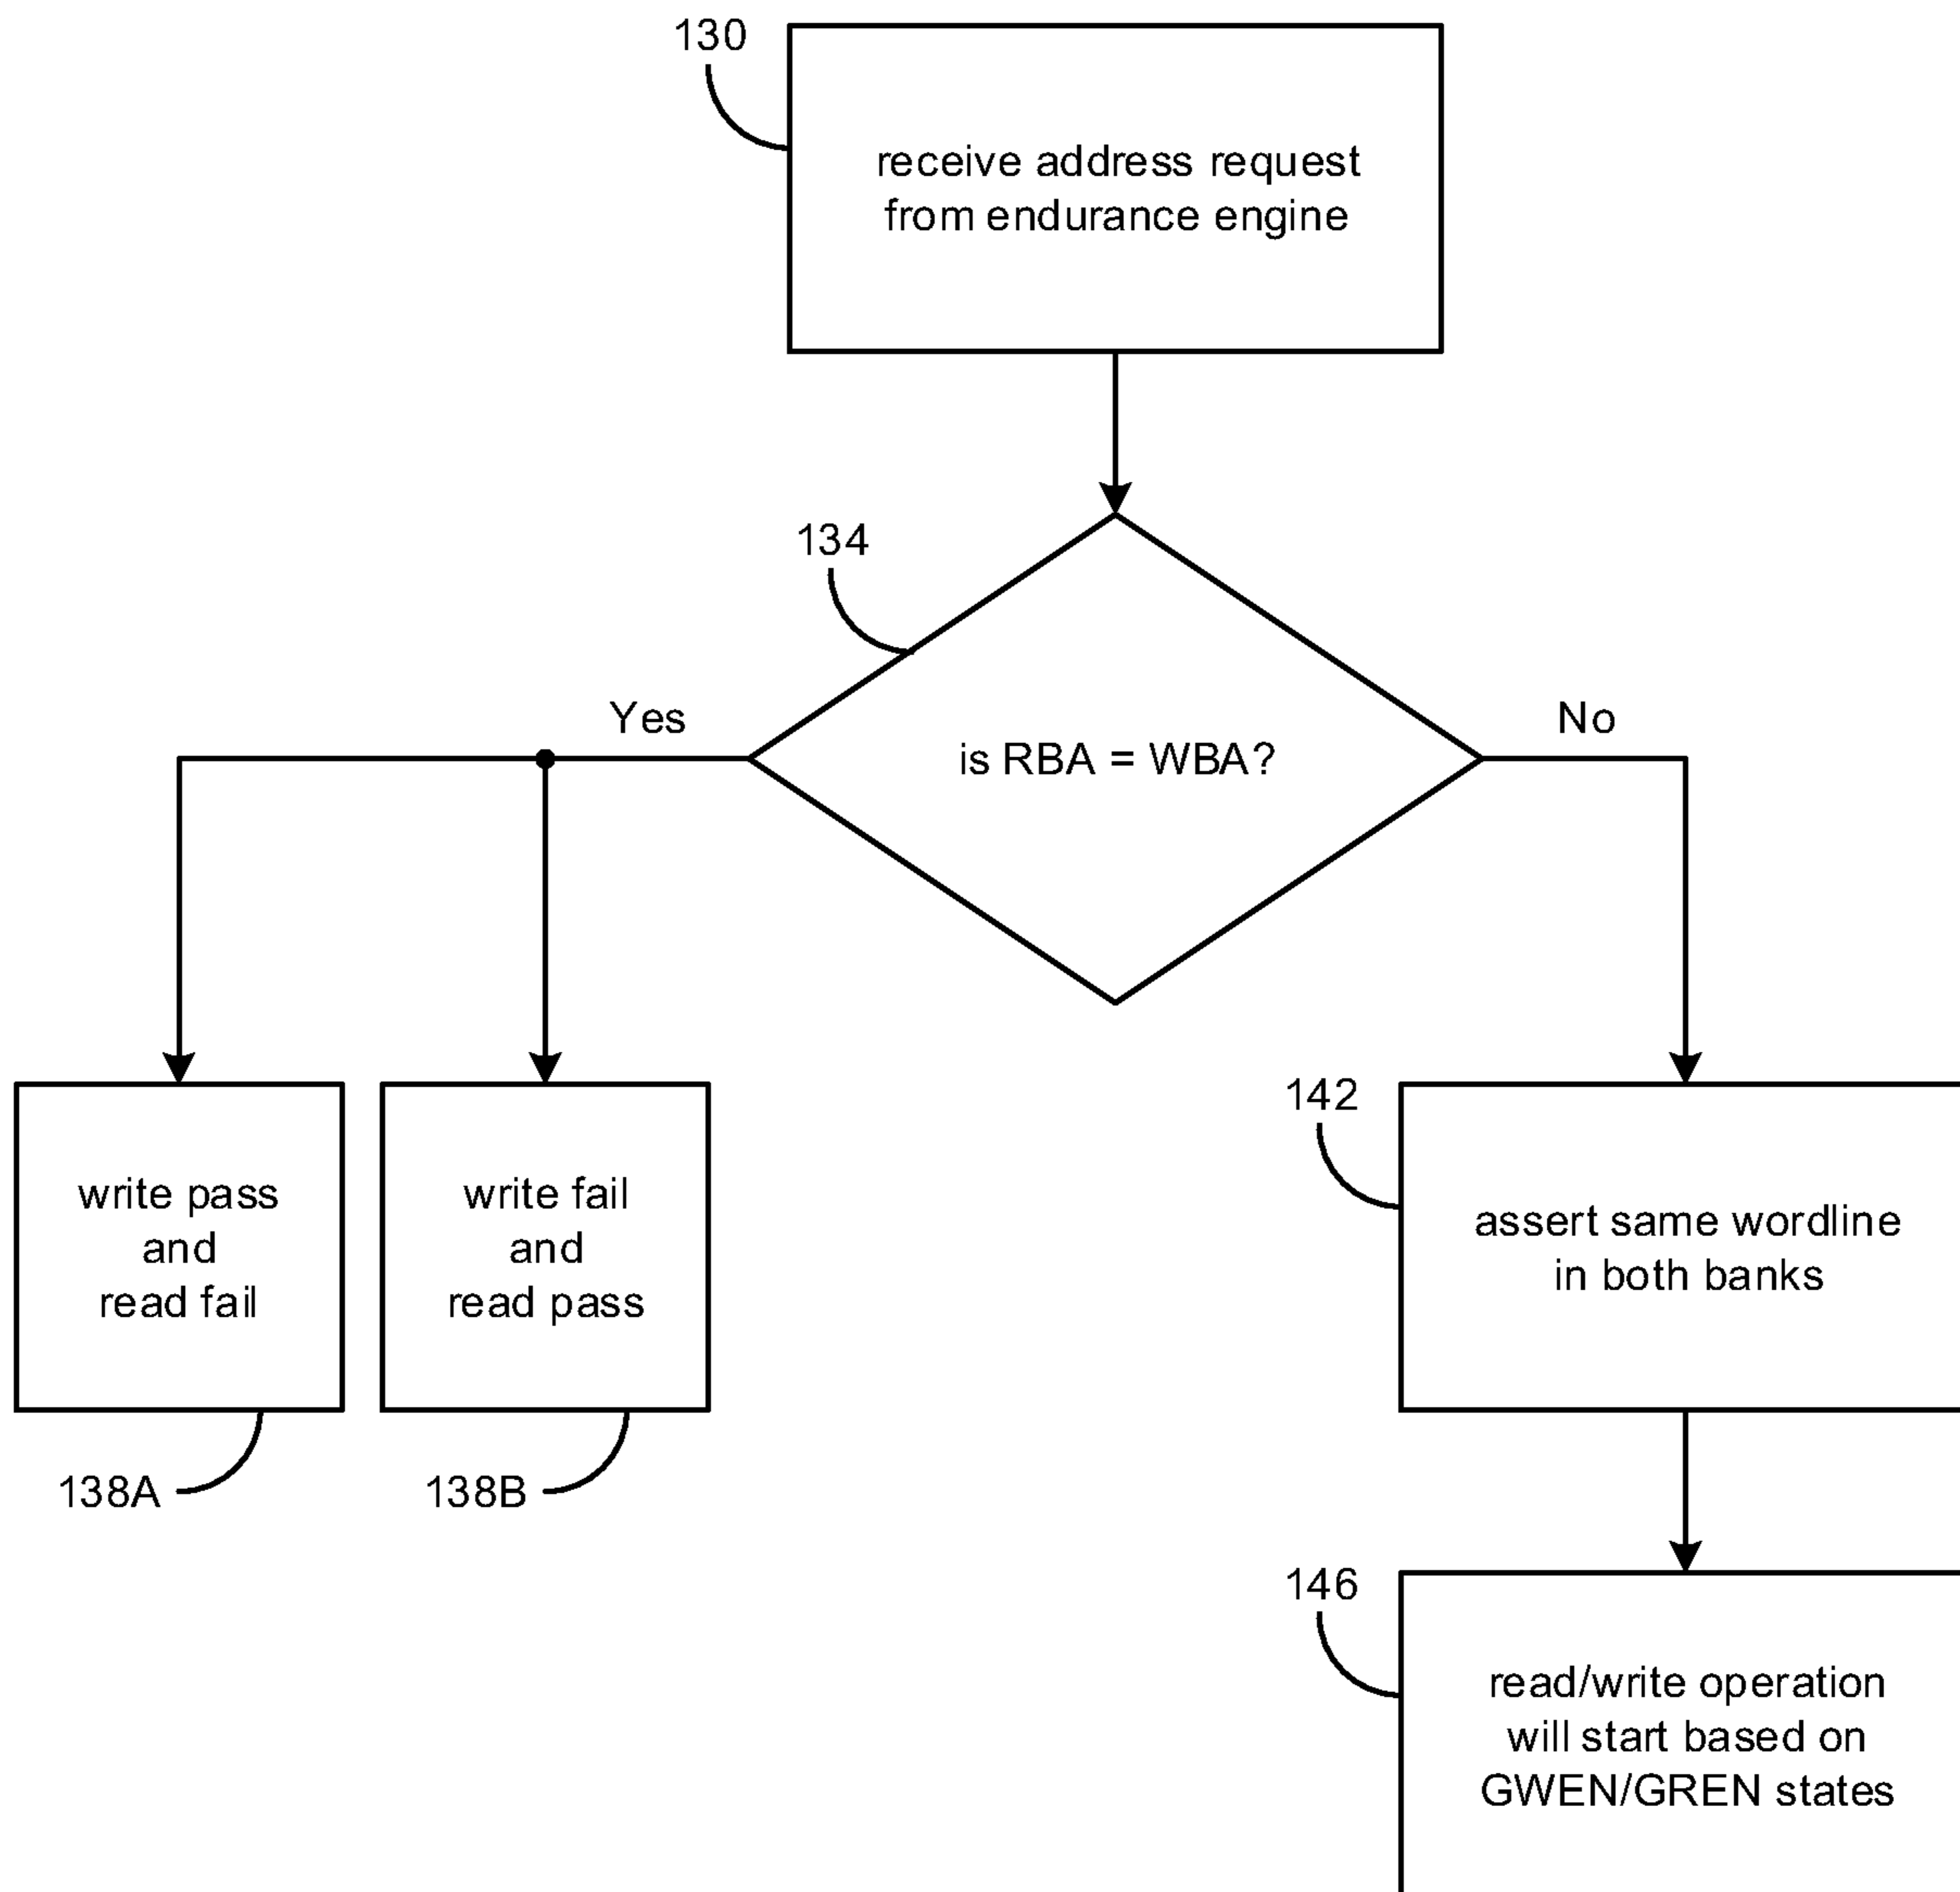 130
receive address request
from endurance engine
134
Yes
is RBA = WBA?
No
write pass
and
read fail
138A
write fail
and
read pass
138B
142
assert same wordline
in both banks
146
read/write operation
will start based on
GWEN/GREN states